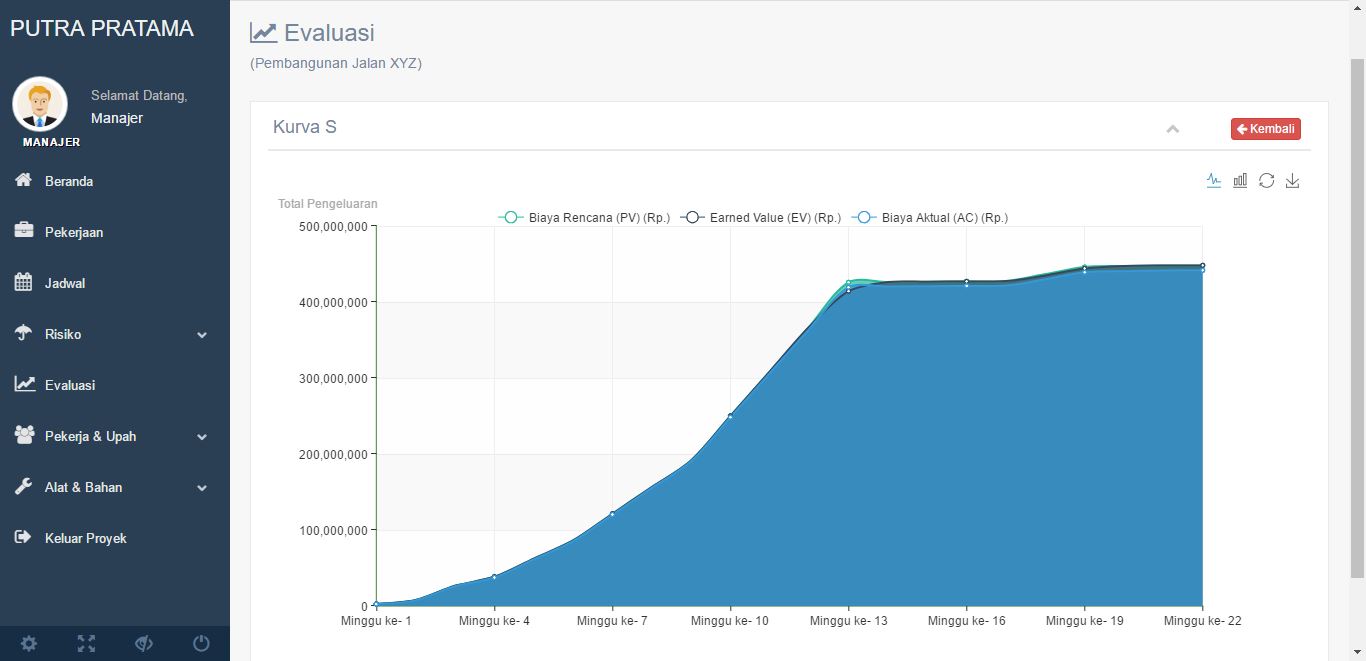 PUTRA PRATAMA
Selamat Datang,
Manajer
MANAJER
Beranda
Pekerjaan
Jadwal
Risiko
Evaluasi
Pekerja & Upah
Alat & Bahan
Keluar Proyek
Evaluasi
(Pembangunan Jalan XYZ)
Kurva S
Kembali
Total Pengeluaran
Biaya Rencana (PV) (Rp.) Earned Value (EV) (Rp.) Biaya Aktual (AC) (Rp.)
500,000,000
400,000,000
300,000,000
200,000,000
100,000,000
0
Minggu ke- 1 Minggu ke- 4 Minggu ke- 7 Minggu ke- 10 Minggu ke- 13 Minggu ke- 16 Minggu ke- 19 Minggu ke- 22